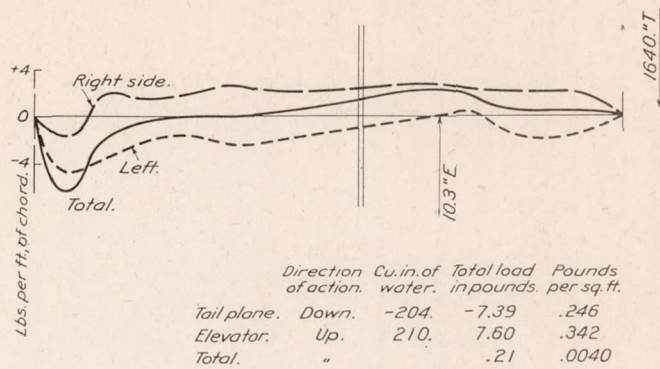 1640."T
+4
Right side.
0
-4
Left.
Total.
Lbs. per ft, of chord.
10.3"E
Direction of action. Cu.in.of water. Total load in pounds. Pounds per sq. ft.
Tail plane. Down. -204. -7.39 .246
Elevator. Up. 210. 7.60 .342
Total. " .21 .0040